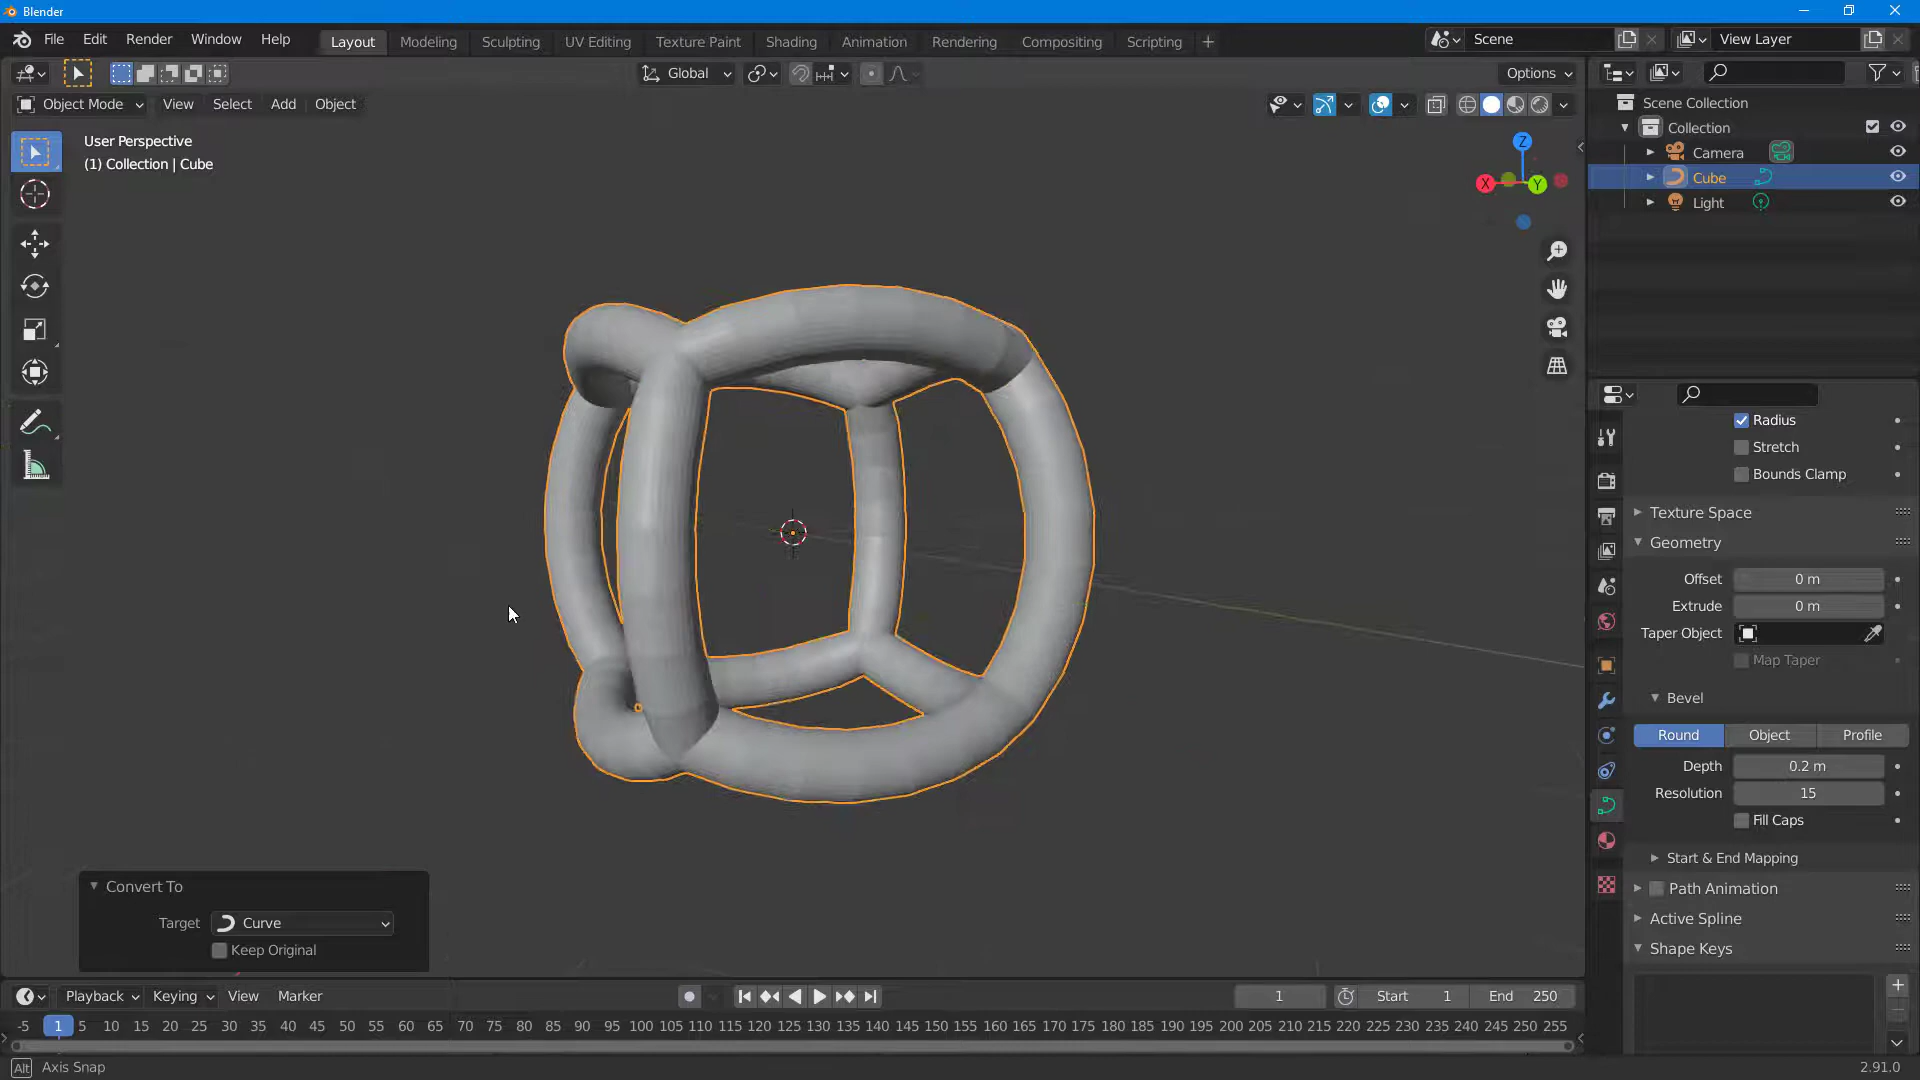 Blender
File Edit Render Window Help
Layout Modeling Sculpting UV Editing Texture Paint Shading Animation Rendering Compositing Scripting +
Scene
View Layer
Global
Options
Object Mode View Select Add Object
User Perspective
(1) Collection | Cube
Z
X
Y
Scene Collection
Collection
Camera
Cube
Light
Radius
Stretch
Bounds Clamp
Texture Space
Geometry
Offset 0 m
Extrude 0 m
Taper Object
Map Taper
Bevel
Round Object Profile
Depth 0.2 m
Resolution 15
Fill Caps
Start & End Mapping
Path Animation
Active Spline
Shape Keys
Convert To
Target Curve
Keep Original
Playback Keying View Marker
1
Start 1
End 250
-5 1 5 10 15 20 25 30 35 40 45 50 55 60 65 70 75 80 85 90 95 100 105 110 115 120 125 130 135 140 145 150 155 160 165 170 175 180 185 190 195 200 205 210 215 220 225 230 235 240 245 250 255
Alt Axis Snap
2.91.0